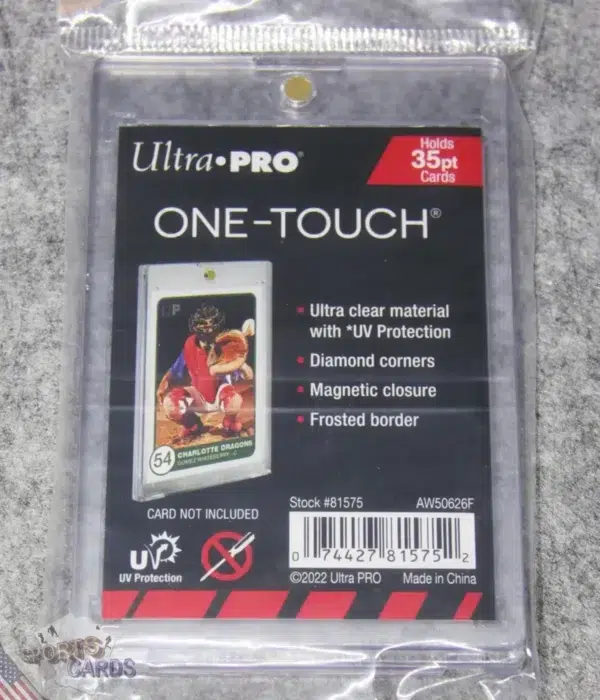 Ultra•PRO®
Holds
35pt
Cards
ONE-TOUCH®
UP
Ultra clear material
with *UV Protection
Diamond corners
Magnetic closure
Frosted border
54
CHARLOTTE DRAGONS
CARD NOT INCLUDED
Stock #81575
AW50626F
UVP
UV Protection
0 74427 81575 2
©2022 Ultra PRO
Made in China
SPORTS
CARDS